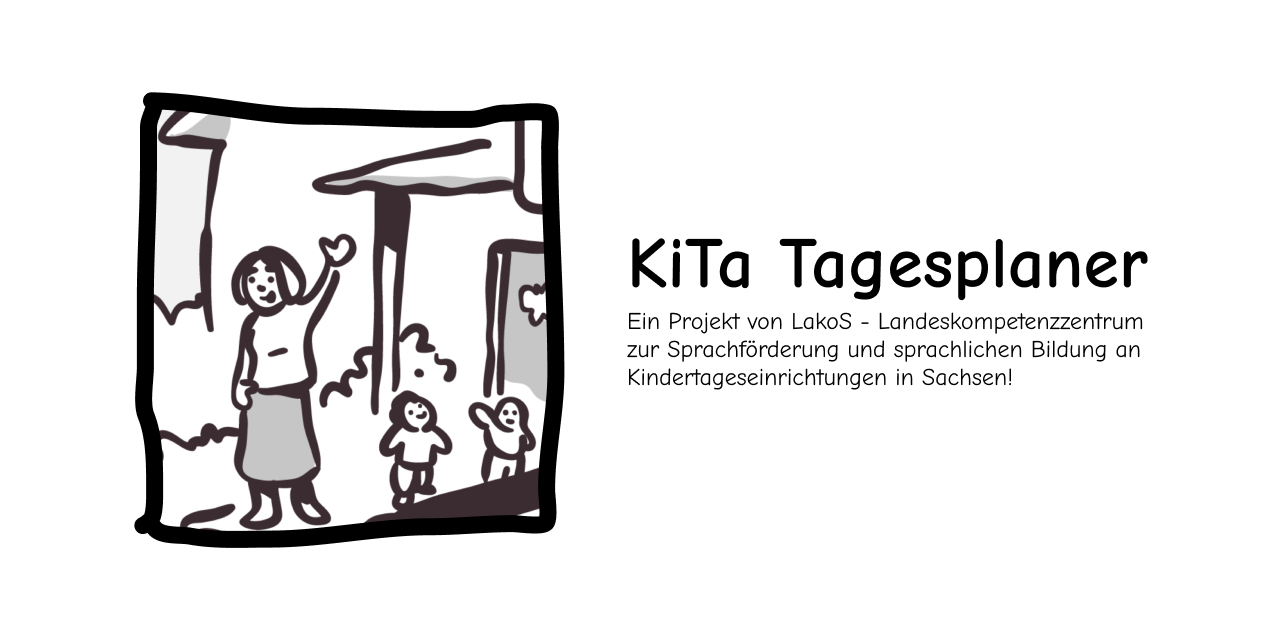 KiTa Tagesplaner
Ein Projekt von LakoS - Landeskompetenzzentrum
zur Sprachförderung und sprachlichen Bildung an
Kindertageseinrichtungen in Sachsen!